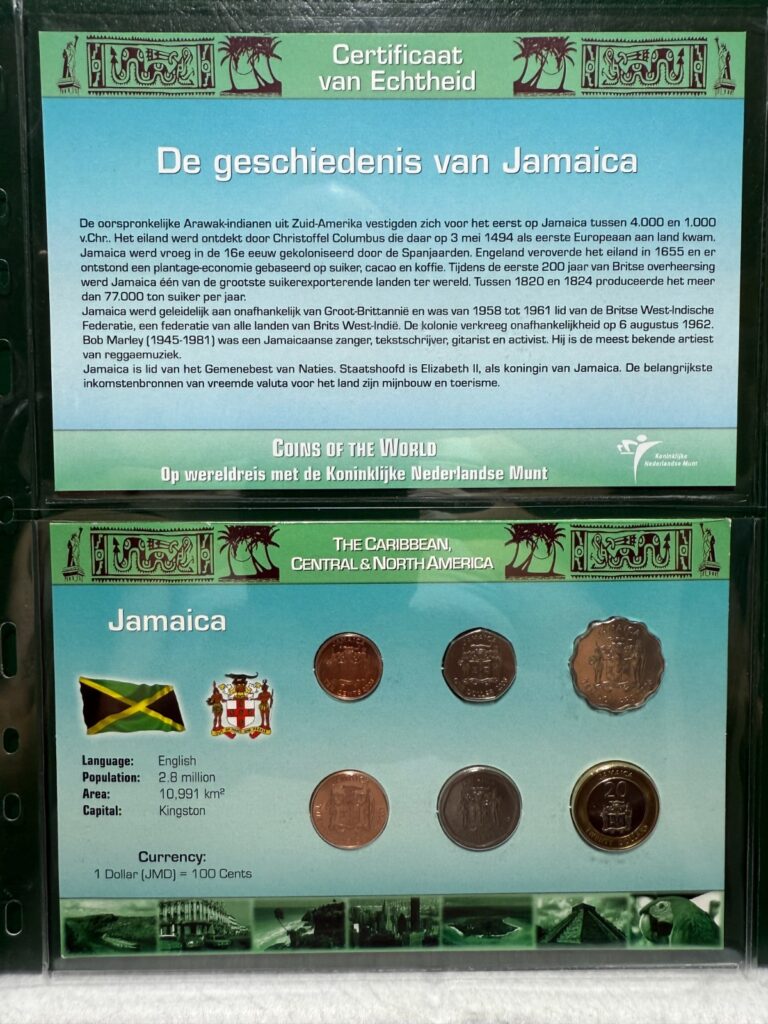 Certificaat
van Echtheid
De geschiedenis van Jamaica
De oorspronkelijke Arawak-indianen uit Zuid-Amerika vestigden zich voor het eerst op Jamaica tussen 4.000 en 1.000
v.Chr.. Het eiland werd ontdekt door Christoffel Columbus die daar op 3 mei 1494 als eerste Europeaan aan land kwam.
Jamaica werd vroeg in de 16e eeuw gekoloniseerd door de Spanjaarden. Engeland veroverde het eiland in 1655 en er
ontstond een plantage-economie gebaseerd op suiker, cacao en koffie. Tijdens de eerste 200 jaar van Britse overheersing
werd Jamaica één van de grootste suikerexporterende landen ter wereld. Tussen 1820 en 1824 produceerde het meer
dan 77.000 ton suiker per jaar.
Jamaica werd geleidelijk aan onafhankelijk van Groot-Brittannië en was van 1958 tot 1961 lid van de Britse West-Indische
Federatie, een federatie van alle landen van Brits West-Indië. De kolonie verkreeg onafhankelijkheid op 6 augustus 1962.
Bob Marley (1945-1981) was een Jamaicaanse zanger, tekstschrijver, gitarist en activist. Hij is de meest bekende artiest
van reggaemuziek.
Jamaica is lid van het Gemenebest van Naties. Staatshoofd is Elizabeth II, als koningin van Jamaica. De belangrijkste
inkomstenbronnen van vreemde valuta voor het land zijn mijnbouw en toerisme.
COINS OF THE WORLD
Op wereldreis met de Koninklijke Nederlandse Munt
Koninklijke
Nederlandse Munt
THE CARIBBEAN,
CENTRAL & NORTH AMERICA
Jamaica
Language: English
Population: 2.8 million
Area: 10,991 km²
Capital: Kingston
Currency:
1 Dollar (JMD) = 100 Cents
JAMAICA
20